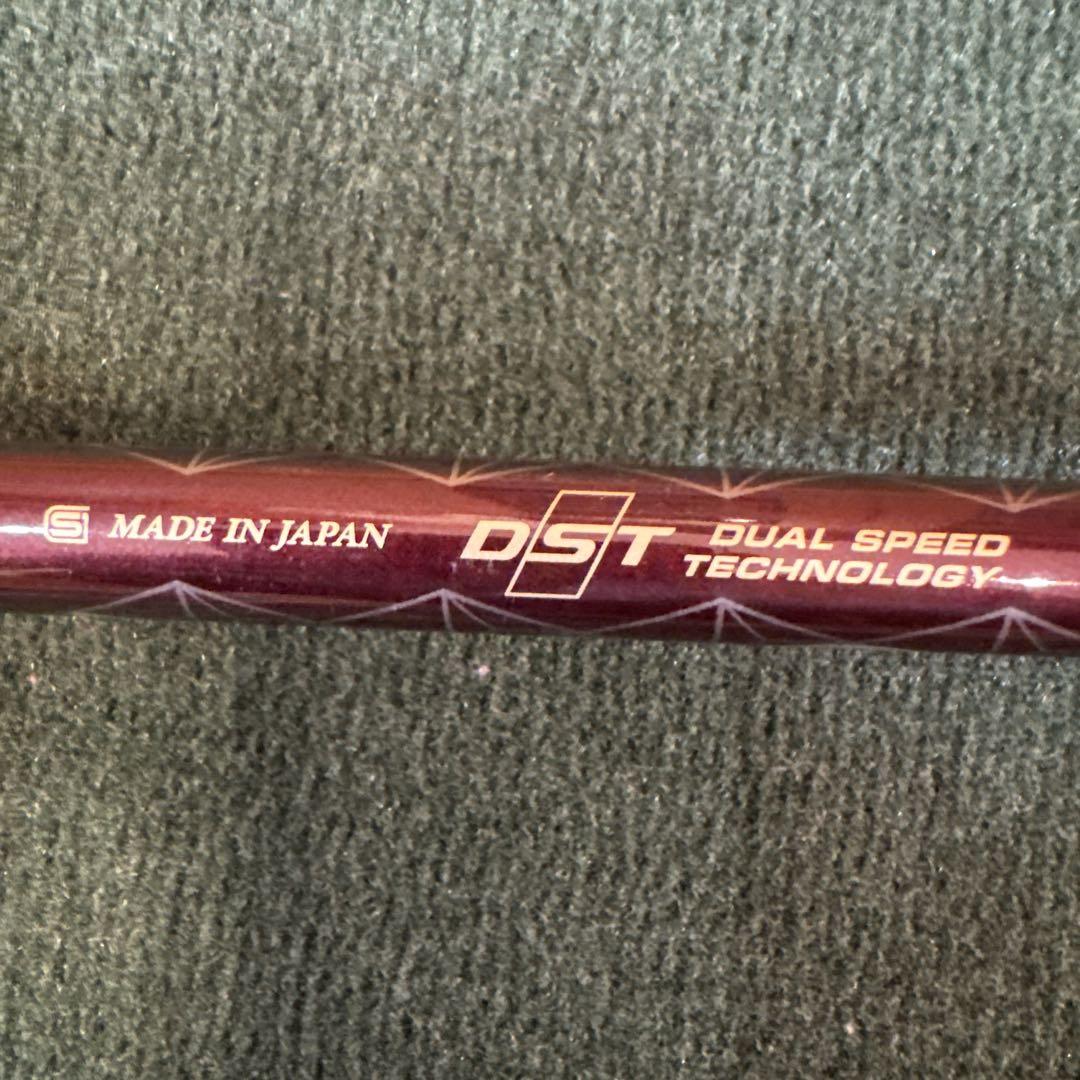 S MADE IN JAPAN
DST
DUAL SPEED
TECHNOLOGY